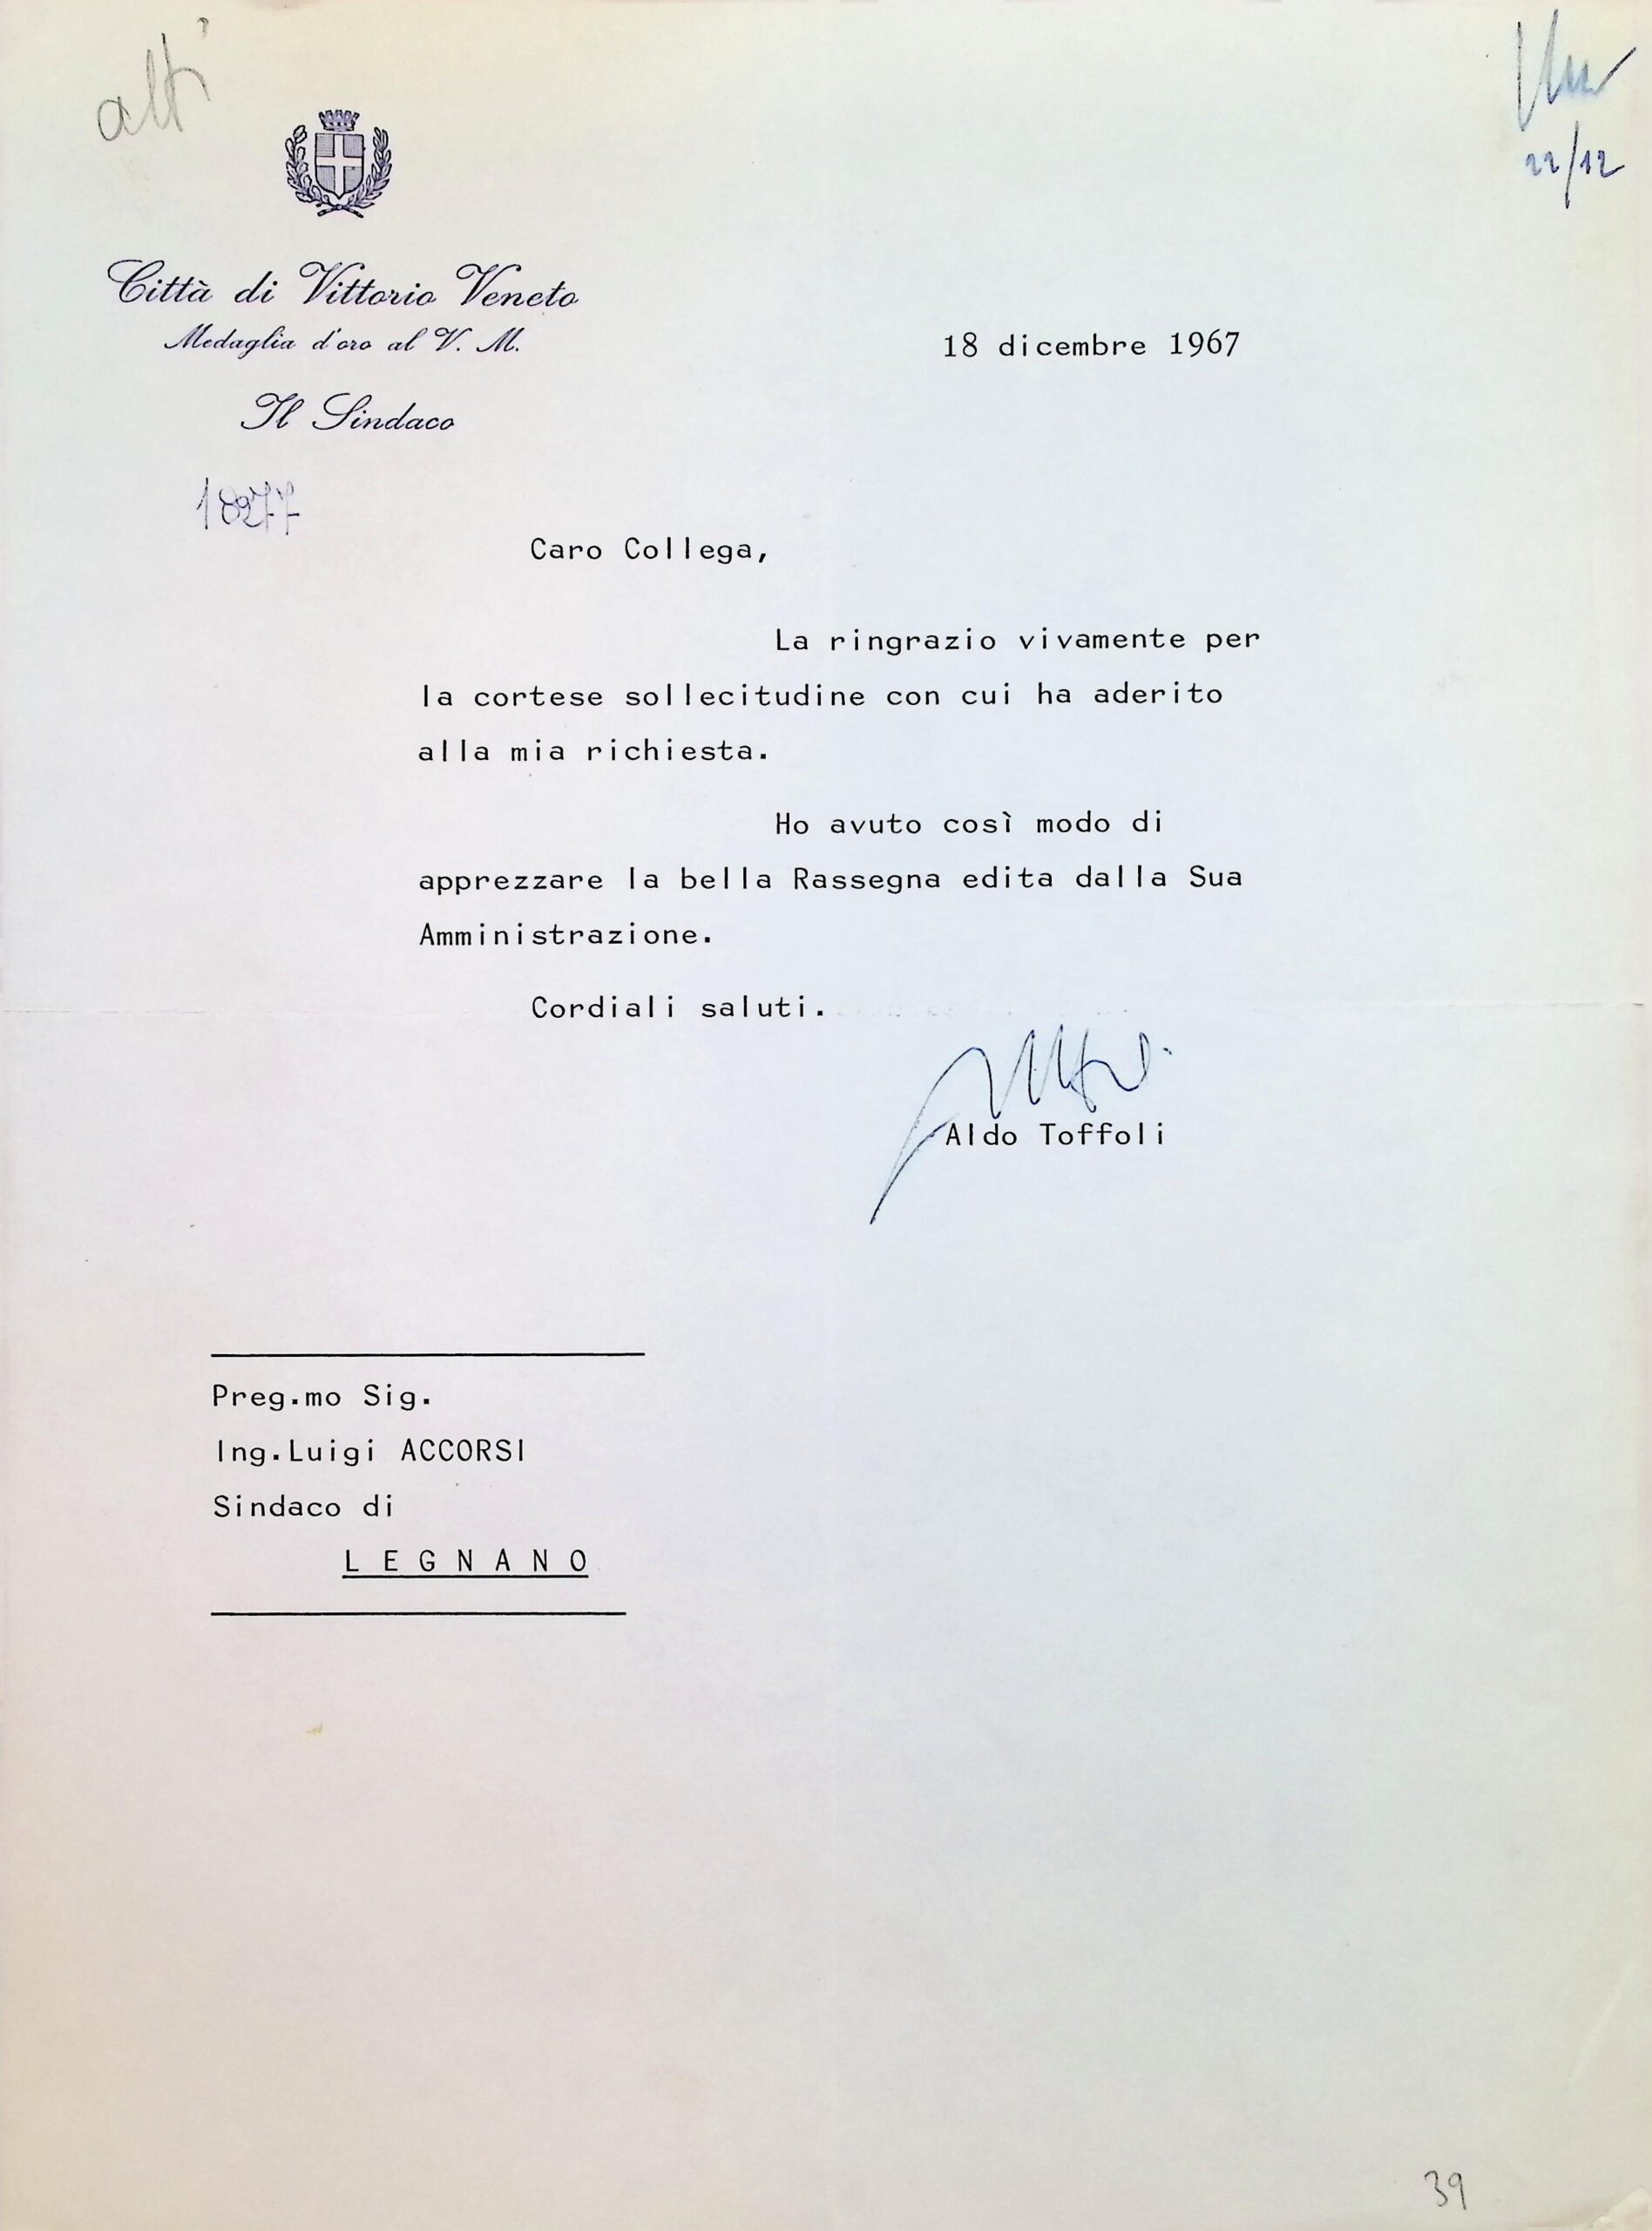 22/12
Città di Vittorio Veneto
Medaglia d'oro al V. M.
Il Sindaco
18 dicembre 1967
18277
Caro Collega,
La ringrazio vivamente per
la cortese sollecitudine con cui ha aderito
alla mia richiesta.
Ho avuto così modo di
apprezzare la bella Rassegna edita dalla Sua
Amministrazione.
Cordiali saluti.
Aldo Toffoli
Preg.mo Sig.
Ing.Luigi ACCORSI
Sindaco di
L E G N A N O
39